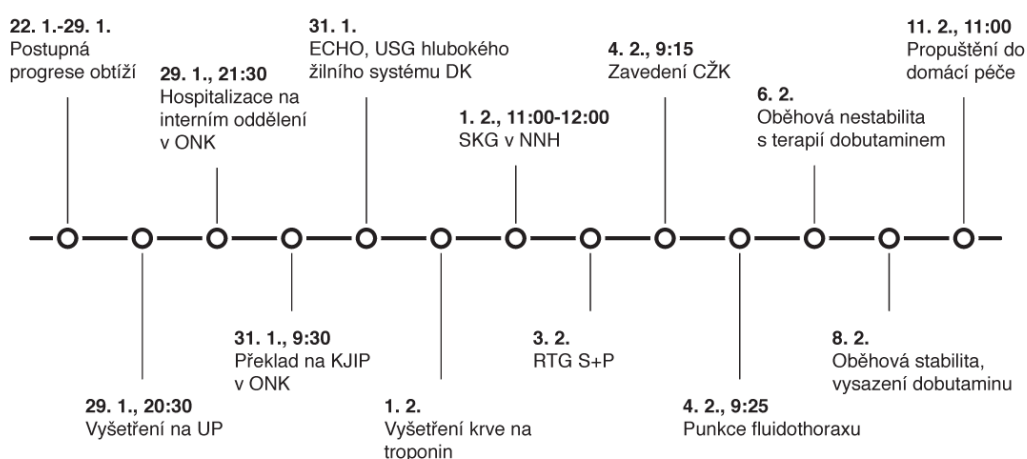 22. 1.-29. 1.
Postupná
progrese obtíží
29. 1., 20:30
Vyšetření na UP
29. 1., 21:30
Hospitalizace na
interním oddělení
v ONK
31. 1., 9:30
Překlad na KJIP
v ONK
31. 1.
ECHO, USG hlubokého
žilního systému DK
1. 2.
Vyšetření krve na
troponin
1. 2., 11:00-12:00
SKG v NNH
3. 2.
RTG S+P
4. 2., 9:15
Zavedení CŽK
4. 2., 9:25
Punkce fluidothoraxu
6. 2.
Oběhová nestabilita
s terapií dobutaminem
8. 2.
Oběhová stabilita,
vysazení dobutaminu
11. 2., 11:00
Propuštění do
domácí péče